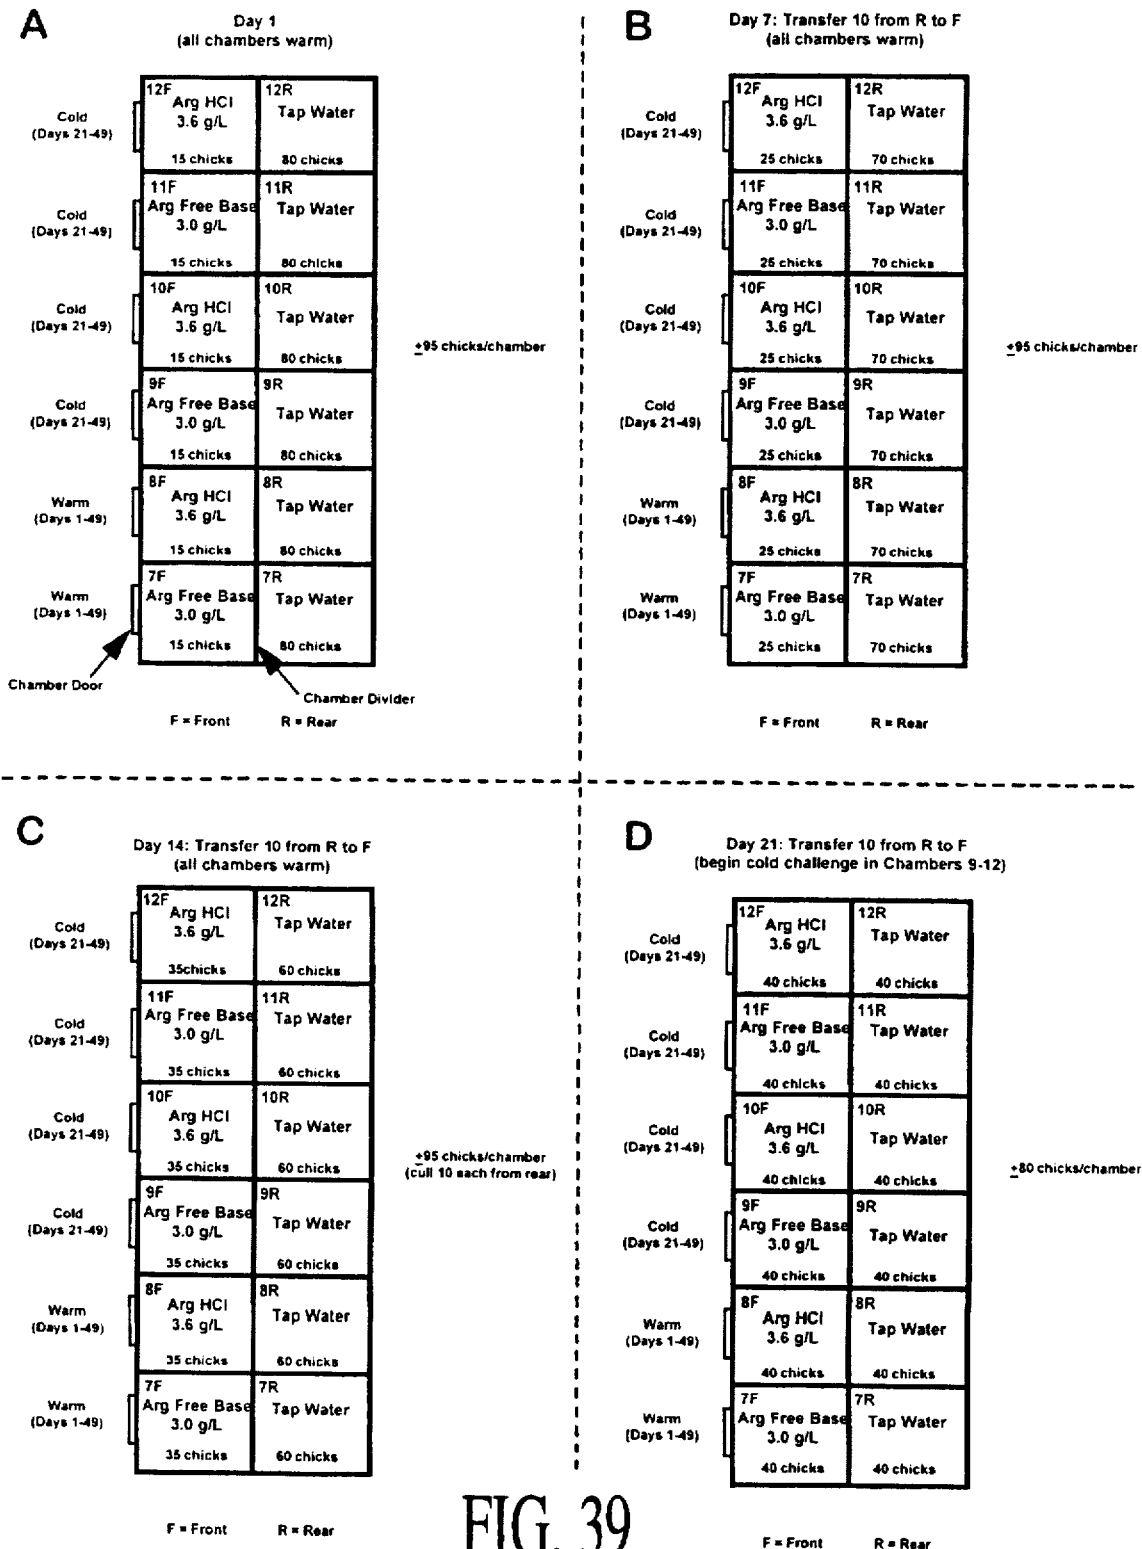 A
Day 1
(all chambers warm)
12F
Arg HCl
3.6 g/L
15 chicks
12R
Tap Water
80 chicks
Cold
(Days 21-49)
11F
Arg Free Base
3.0 g/L
15 chicks
11R
Tap Water
80 chicks
Cold
(Days 21-49)
10F
Arg HCl
3.6 g/L
15 chicks
10R
Tap Water
80 chicks
Cold
(Days 21-49)
9F
Arg Free Base
3.0 g/L
15 chicks
9R
Tap Water
80 chicks
Cold
(Days 21-49)
8F
Arg HCl
3.6 g/L
15 chicks
8R
Tap Water
80 chicks
Warm
(Days 1-49)
7F
Arg Free Base
3.0 g/L
15 chicks
7R
Tap Water
80 chicks
Warm
(Days 1-49)
±95 chicks/chamber
Chamber Door
Chamber Divider
F = Front R = Rear
B
Day 7: Transfer 10 from R to F
(all chambers warm)
12F
Arg HCl
3.6 g/L
25 chicks
12R
Tap Water
70 chicks
Cold
(Days 21-49)
11F
Arg Free Base
3.0 g/L
25 chicks
11R
Tap Water
70 chicks
Cold
(Days 21-49)
10F
Arg HCl
3.6 g/L
25 chicks
10R
Tap Water
70 chicks
Cold
(Days 21-49)
9F
Arg Free Base
3.0 g/L
25 chicks
9R
Tap Water
70 chicks
Cold
(Days 21-49)
8F
Arg HCl
3.6 g/L
25 chicks
8R
Tap Water
70 chicks
Warm
(Days 1-49)
7F
Arg Free Base
3.0 g/L
25 chicks
7R
Tap Water
70 chicks
Warm
(Days 1-49)
±95 chicks/chamber
F = Front R = Rear
C
Day 14: Transfer 10 from R to F
(all chambers warm)
12F
Arg HCl
3.6 g/L
35chicks
12R
Tap Water
60 chicks
Cold
(Days 21-49)
11F
Arg Free Base
3.0 g/L
35 chicks
11R
Tap Water
60 chicks
Cold
(Days 21-49)
10F
Arg HCl
3.6 g/L
35 chicks
10R
Tap Water
60 chicks
Cold
(Days 21-49)
9F
Arg Free Base
3.0 g/L
35 chicks
9R
Tap Water
60 chicks
Cold
(Days 21-49)
8F
Arg HCl
3.6 g/L
35 chicks
8R
Tap Water
60 chicks
Warm
(Days 1-49)
7F
Arg Free Base
3.0 g/L
35 chicks
7R
Tap Water
60 chicks
Warm
(Days 1-49)
±95 chicks/chamber
(cull 10 each from rear)
F = Front R = Rear
D
Day 21: Transfer 10 from R to F
(begin cold challenge in Chambers 9-12)
12F
Arg HCl
3.6 g/L
40 chicks
12R
Tap Water
40 chicks
Cold
(Days 21-49)
11F
Arg Free Base
3.0 g/L
40 chicks
11R
Tap Water
40 chicks
Cold
(Days 21-49)
10F
Arg HCl
3.6 g/L
40 chicks
10R
Tap Water
40 chicks
Cold
(Days 21-49)
9F
Arg Free Base
3.0 g/L
40 chicks
9R
Tap Water
40 chicks
Cold
(Days 21-49)
8F
Arg HCl
3.6 g/L
40 chicks
8R
Tap Water
40 chicks
Warm
(Days 1-49)
7F
Arg Free Base
3.0 g/L
40 chicks
7R
Tap Water
40 chicks
Warm
(Days 1-49)
±80 chicks/chamber
F = Front R = Rear
FIG. 39